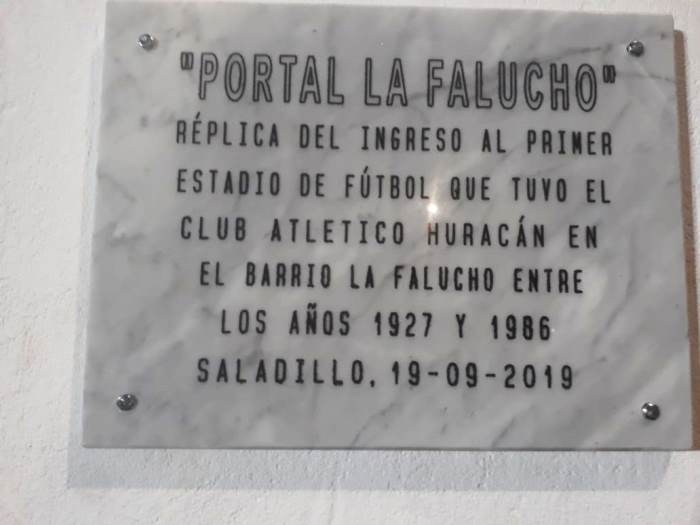 "PORTAL LA FALUCHO"
RÉPLICA DEL INGRESO AL PRIMER
ESTADIO DE FÚTBOL QUE TUVO EL
CLUB ATLETICO HURACÁN EN
EL BARRIO LA FALUCHO ENTRE
LOS AÑOS 1927 Y 1986
SALADILLO, 19-09-2019